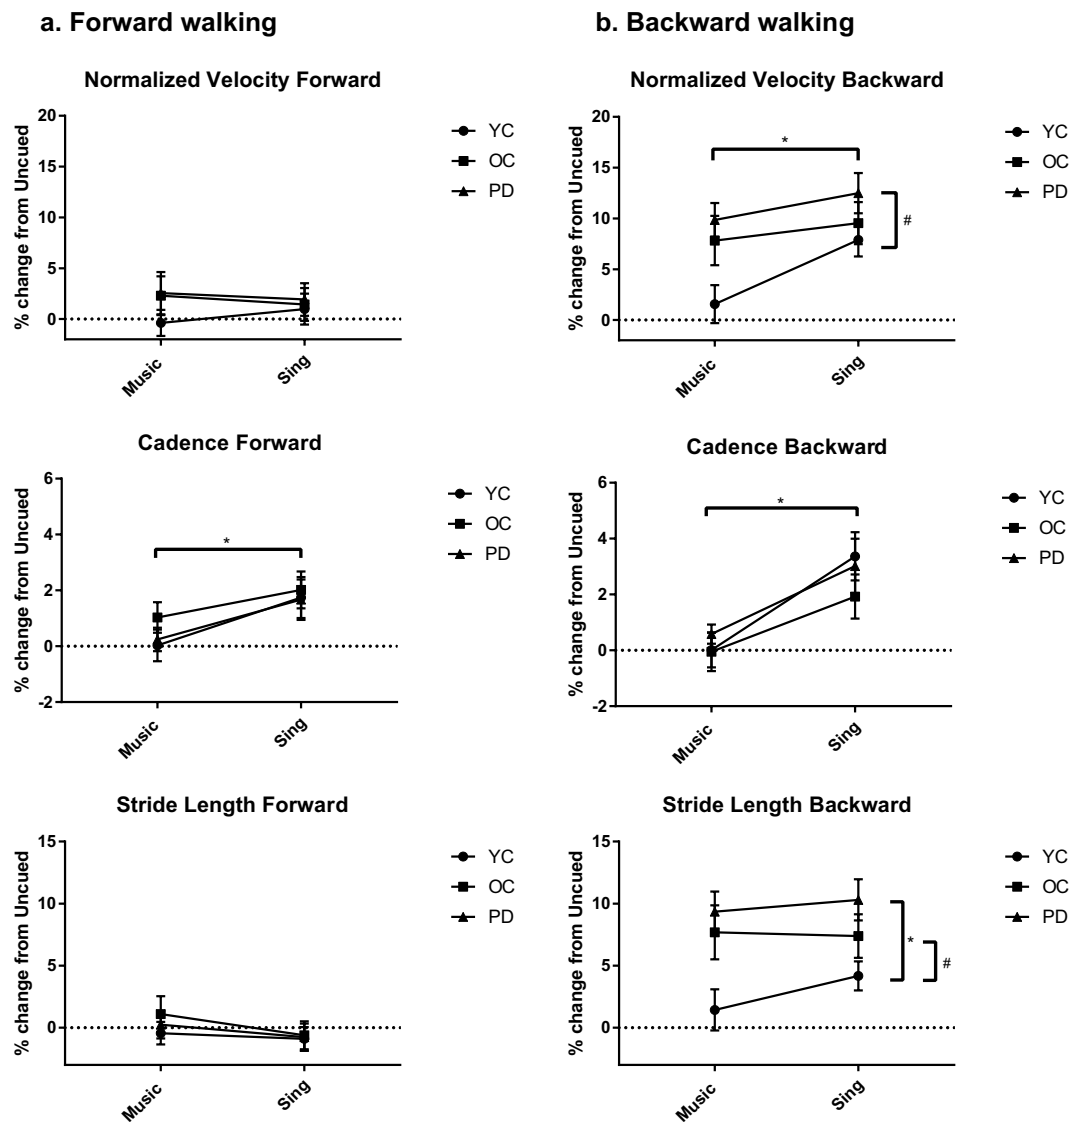 a. Forward walking
Normalized Velocity Forward
% change from Uncued
20
15
10
5
0
Music
Sing
YC
OC
PD
Cadence Forward
% change from Uncued
6
4
2
0
-2
*
Music
Sing
YC
OC
PD
Stride Length Forward
% change from Uncued
15
10
5
0
Music
Sing
YC
OC
PD
b. Backward walking
Normalized Velocity Backward
% change from Uncued
20
15
10
5
0
*
#
Music
Sing
YC
OC
PD
Cadence Backward
% change from Uncued
6
4
2
0
-2
*
Music
Sing
YC
OC
PD
Stride Length Backward
% change from Uncued
15
10
5
0
*
#
Music
Sing
YC
OC
PD